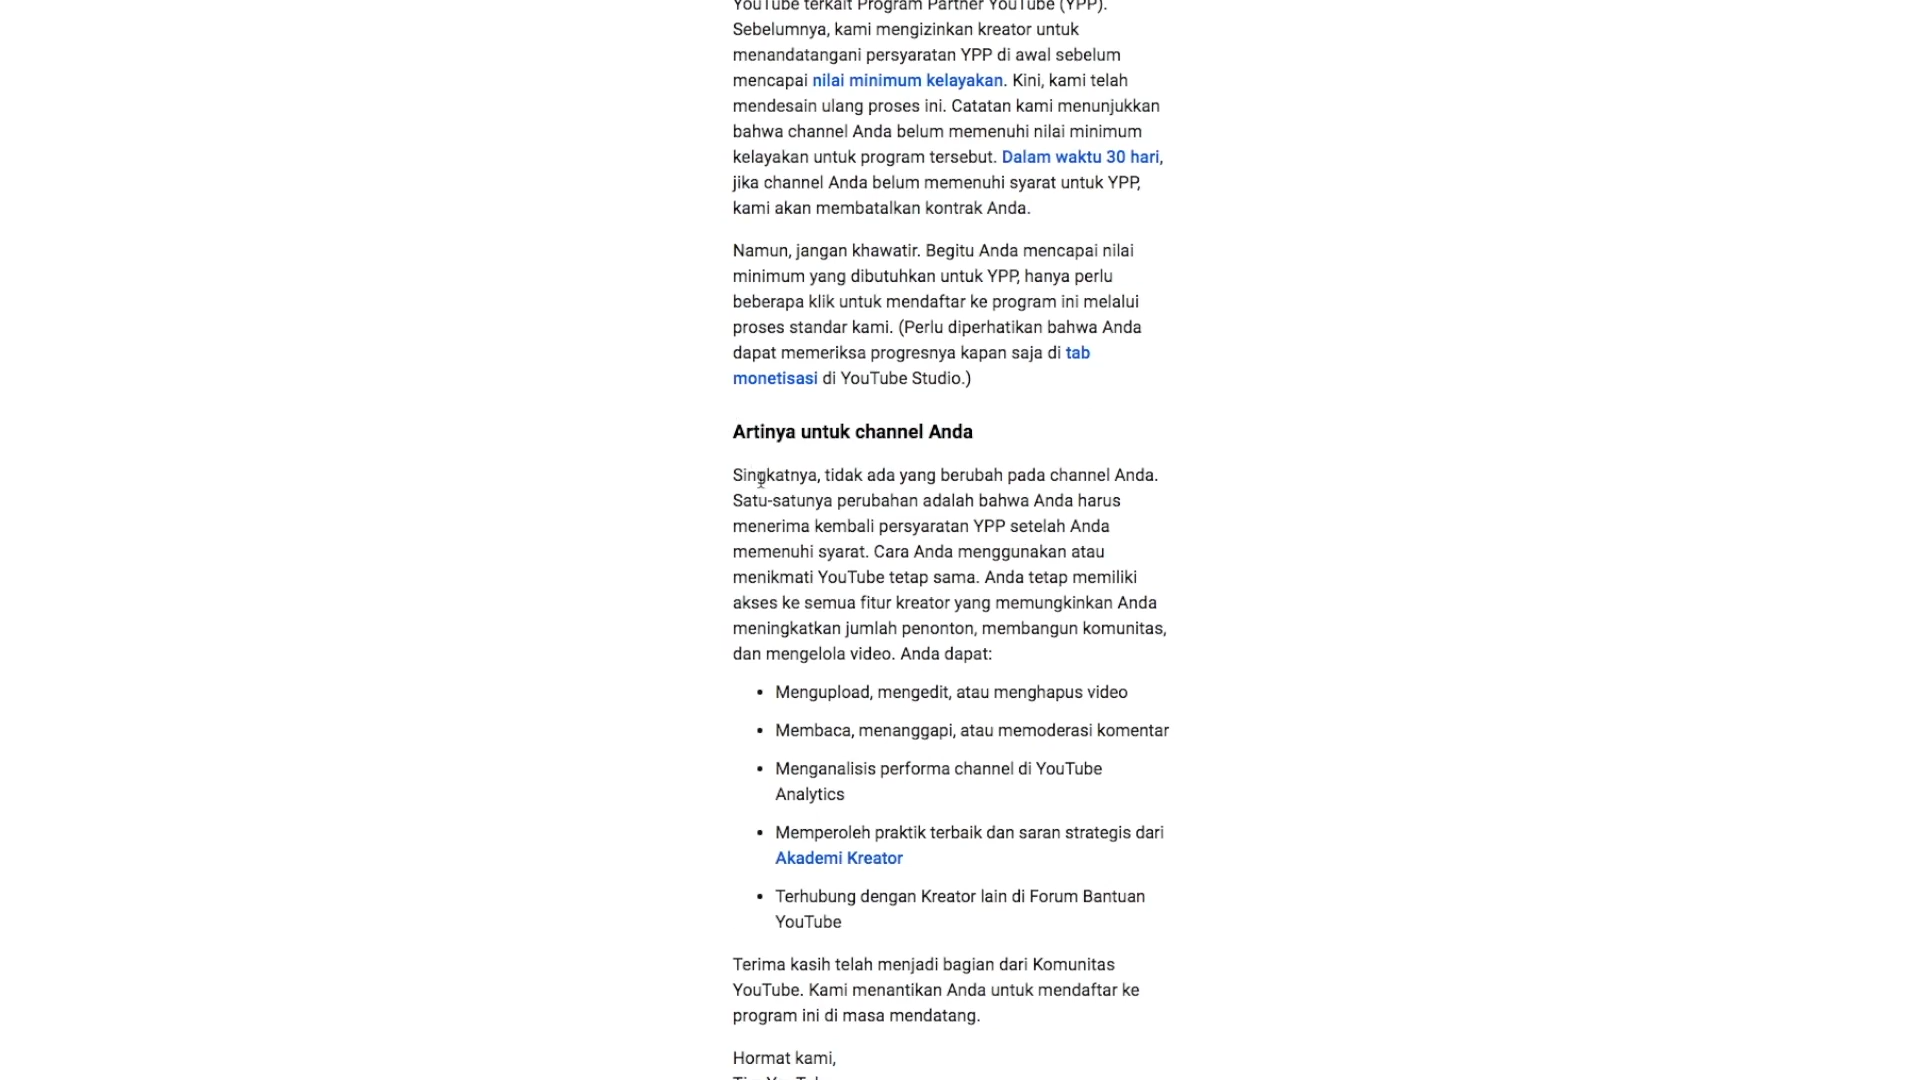 YouTube terkait Program Partner YouTube (YPP).
Sebelumnya, kami mengizinkan kreator untuk
menandatangani persyaratan YPP di awal sebelum
mencapai nilai minimum kelayakan. Kini, kami telah
mendesain ulang proses ini. Catatan kami menunjukkan
bahwa channel Anda belum memenuhi nilai minimum
kelayakan untuk program tersebut. Dalam waktu 30 hari,
jika channel Anda belum memenuhi syarat untuk YPP,
kami akan membatalkan kontrak Anda.
Namun, jangan khawatir. Begitu Anda mencapai nilai
minimum yang dibutuhkan untuk YPP, hanya perlu
beberapa klik untuk mendaftar ke program ini melalui
proses standar kami. (Perlu diperhatikan bahwa Anda
dapat memeriksa progresnya kapan saja di tab
monetisasi di YouTube Studio.)
Artinya untuk channel Anda
Singkatnya, tidak ada yang berubah pada channel Anda.
Satu-satunya perubahan adalah bahwa Anda harus
menerima kembali persyaratan YPP setelah Anda
memenuhi syarat. Cara Anda menggunakan atau
menikmati YouTube tetap sama. Anda tetap memiliki
akses ke semua fitur kreator yang memungkinkan Anda
meningkatkan jumlah penonton, membangun komunitas,
dan mengelola video. Anda dapat:
• Mengupload, mengedit, atau menghapus video
• Membaca, menanggapi, atau memoderasi komentar
• Menganalisis performa channel di YouTube
Analytics
• Memperoleh praktik terbaik dan saran strategis dari
Akademi Kreator
• Terhubung dengan Kreator lain di Forum Bantuan
YouTube
Terima kasih telah menjadi bagian dari Komunitas
YouTube. Kami menantikan Anda untuk mendaftar ke
program ini di masa mendatang.
Hormat kami,